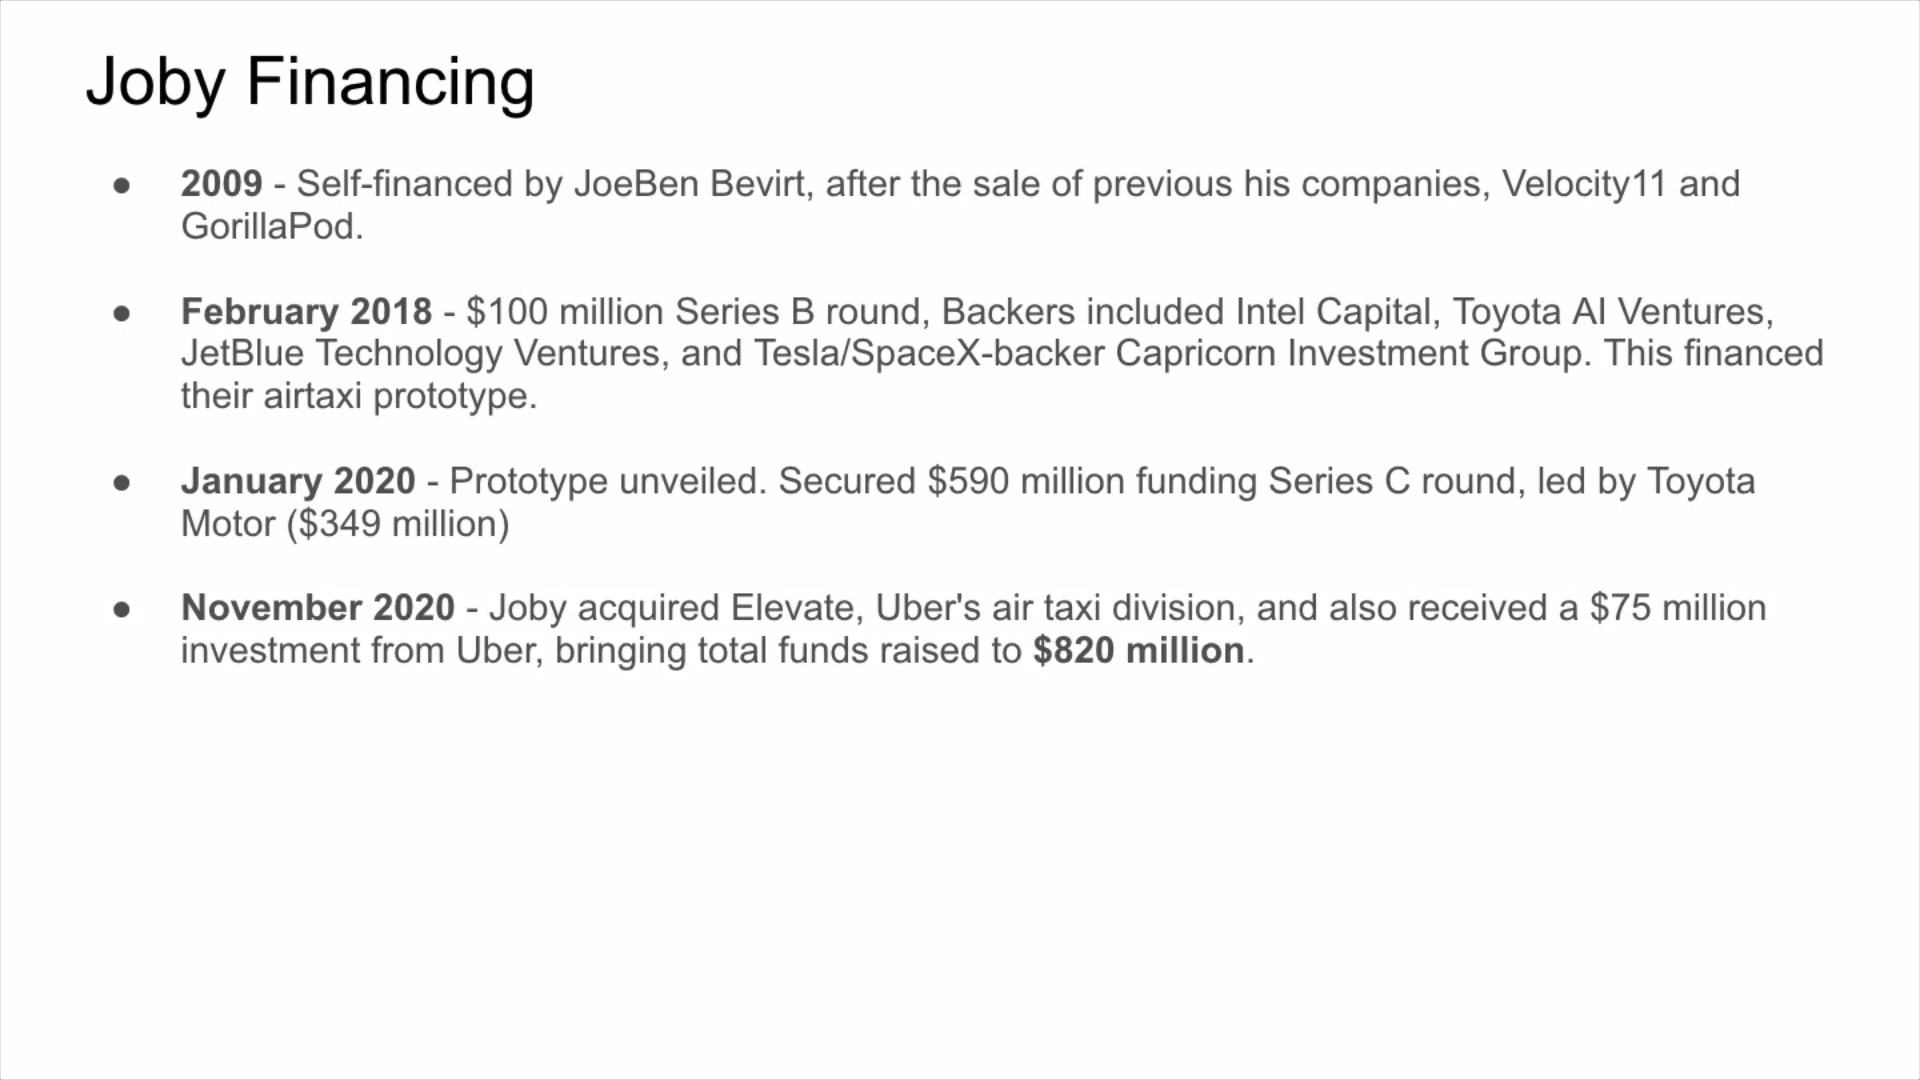 Joby Financing
● 2009 - Self-financed by JoeBen Bevirt, after the sale of previous his companies, Velocity11 and
GorillaPod.
● February 2018 - $100 million Series B round, Backers included Intel Capital, Toyota AI Ventures,
JetBlue Technology Ventures, and Tesla/SpaceX-backer Capricorn Investment Group. This financed
their airtaxi prototype.
● January 2020 - Prototype unveiled. Secured $590 million funding Series C round, led by Toyota
Motor ($349 million)
● November 2020 - Joby acquired Elevate, Uber's air taxi division, and also received a $75 million
investment from Uber, bringing total funds raised to $820 million.